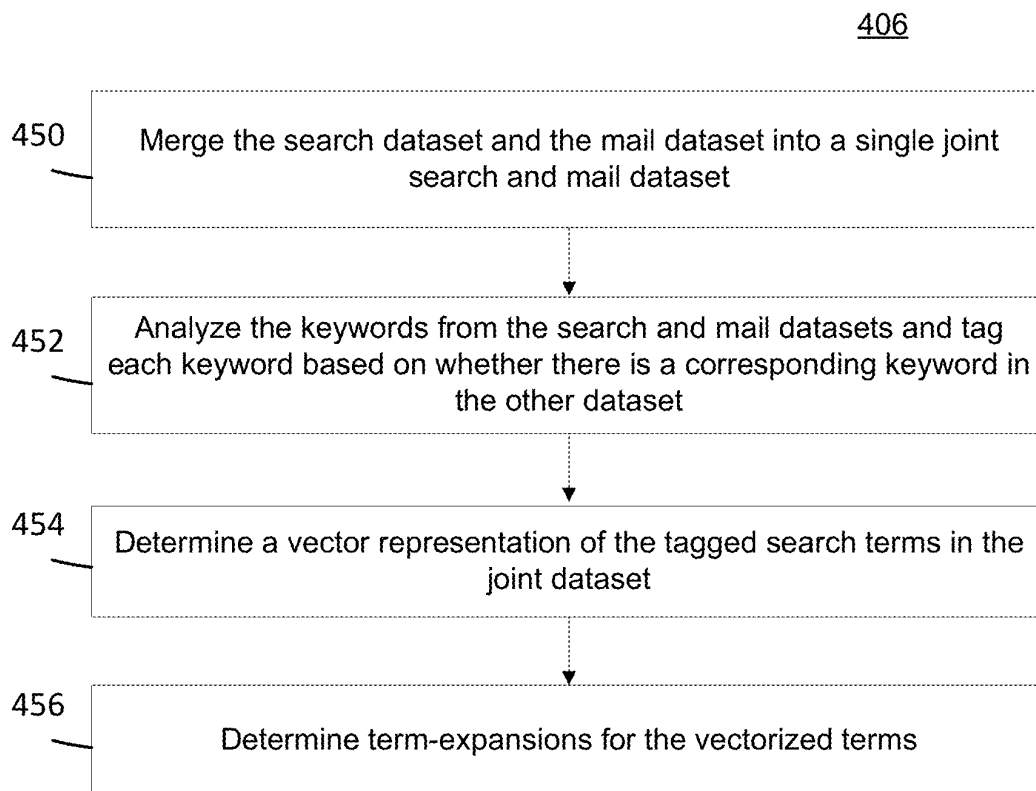 406
450
Merge the search dataset and the mail dataset into a single joint
search and mail dataset
452
Analyze the keywords from the search and mail datasets and tag
each keyword based on whether there is a corresponding keyword in
the other dataset
454
Determine a vector representation of the tagged search terms in the
joint dataset
456
Determine term-expansions for the vectorized terms